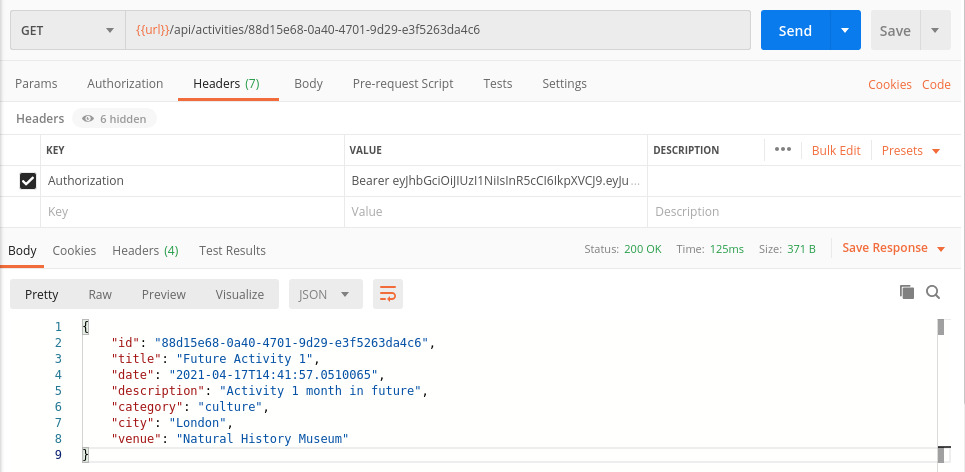 GET {{url}}/api/activities/88d15e68-0a40-4701-9d29-e3f5263da4c6 Send Save
Params Authorization Headers (7) Body Pre-request Script Tests Settings Cookies Code
Headers 6 hidden
KEY VALUE DESCRIPTION ••• Bulk Edit Presets
Authorization Bearer eyJhbGciOiJIUzI1NiIsInR5cCI6IkpXVCJ9.eyJu ...
Key Value Description
Body Cookies Headers (4) Test Results Status: 200 OK Time: 125ms Size: 371 B Save Response
Pretty Raw Preview Visualize JSON
1 {
2 "id": "88d15e68-0a40-4701-9d29-e3f5263da4c6",
3 "title": "Future Activity 1",
4 "date": "2021-04-17T14:41:57.0510065",
5 "description": "Activity 1 month in future",
6 "category": "culture",
7 "city": "London",
8 "venue": "Natural History Museum"
9 }